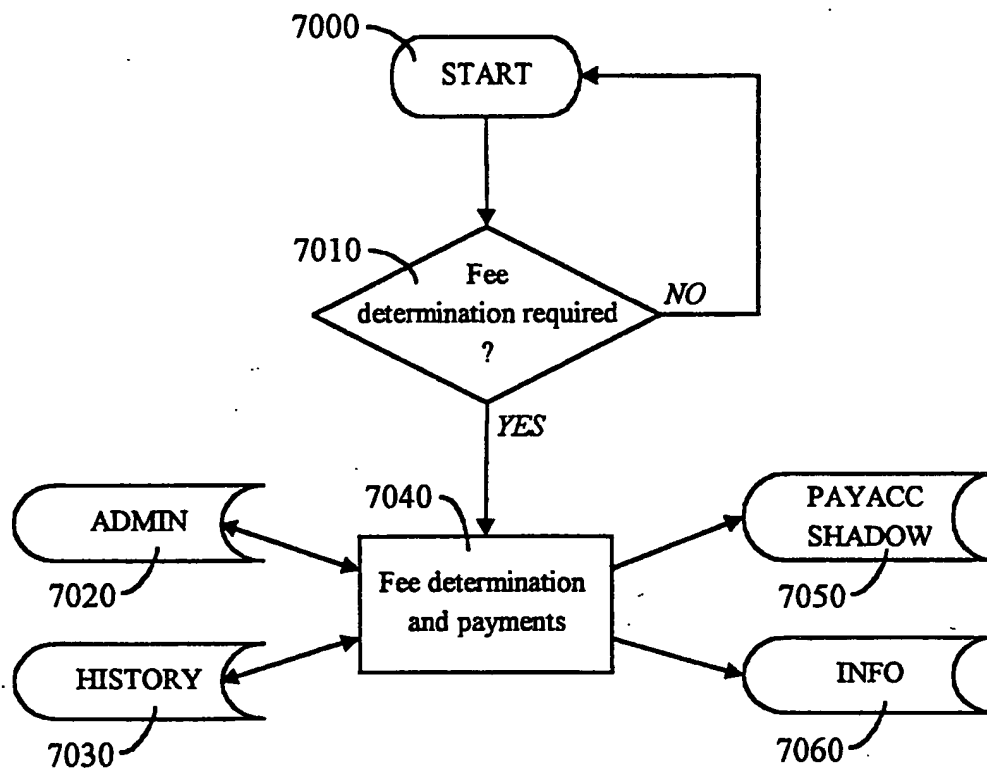 7000
START
7010
Fee
determination required
?
NO
YES
ADMIN
7020
7040
Fee determination
and payments
PAYACC
SHADOW
7050
HISTORY
7030
INFO
7060